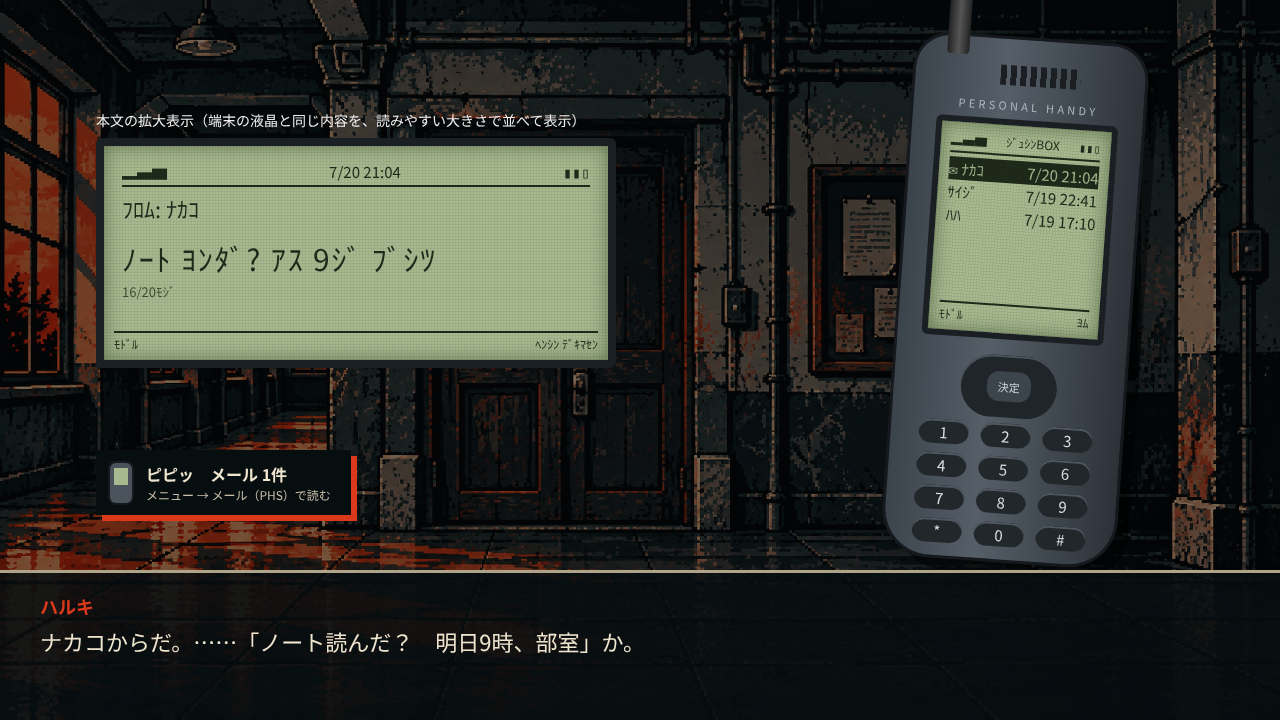 本文の拡大表示（端末の液晶と同じ内容を、読みやすい大きさで並べて表示）
7/20 21:04
フロム: ナカコ
ノート ヨンダ？ アス 9ジ ブシツ
16/20モジ
モドル
ヘンシン デキマセン
PERSONAL HANDY
ジュシンBOX
✉ ナカコ 7/20 21:04
サイジ 7/19 22:41
ハハ 7/19 17:10
モドル
ヨム
決定
1 2 3
4 5 6
7 8 9
* 0 #
ピピッ　メール 1件
メニュー → メール（PHS）で読む
ハルキ
ナカコからだ。……「ノート読んだ？　明日9時、部室」か。